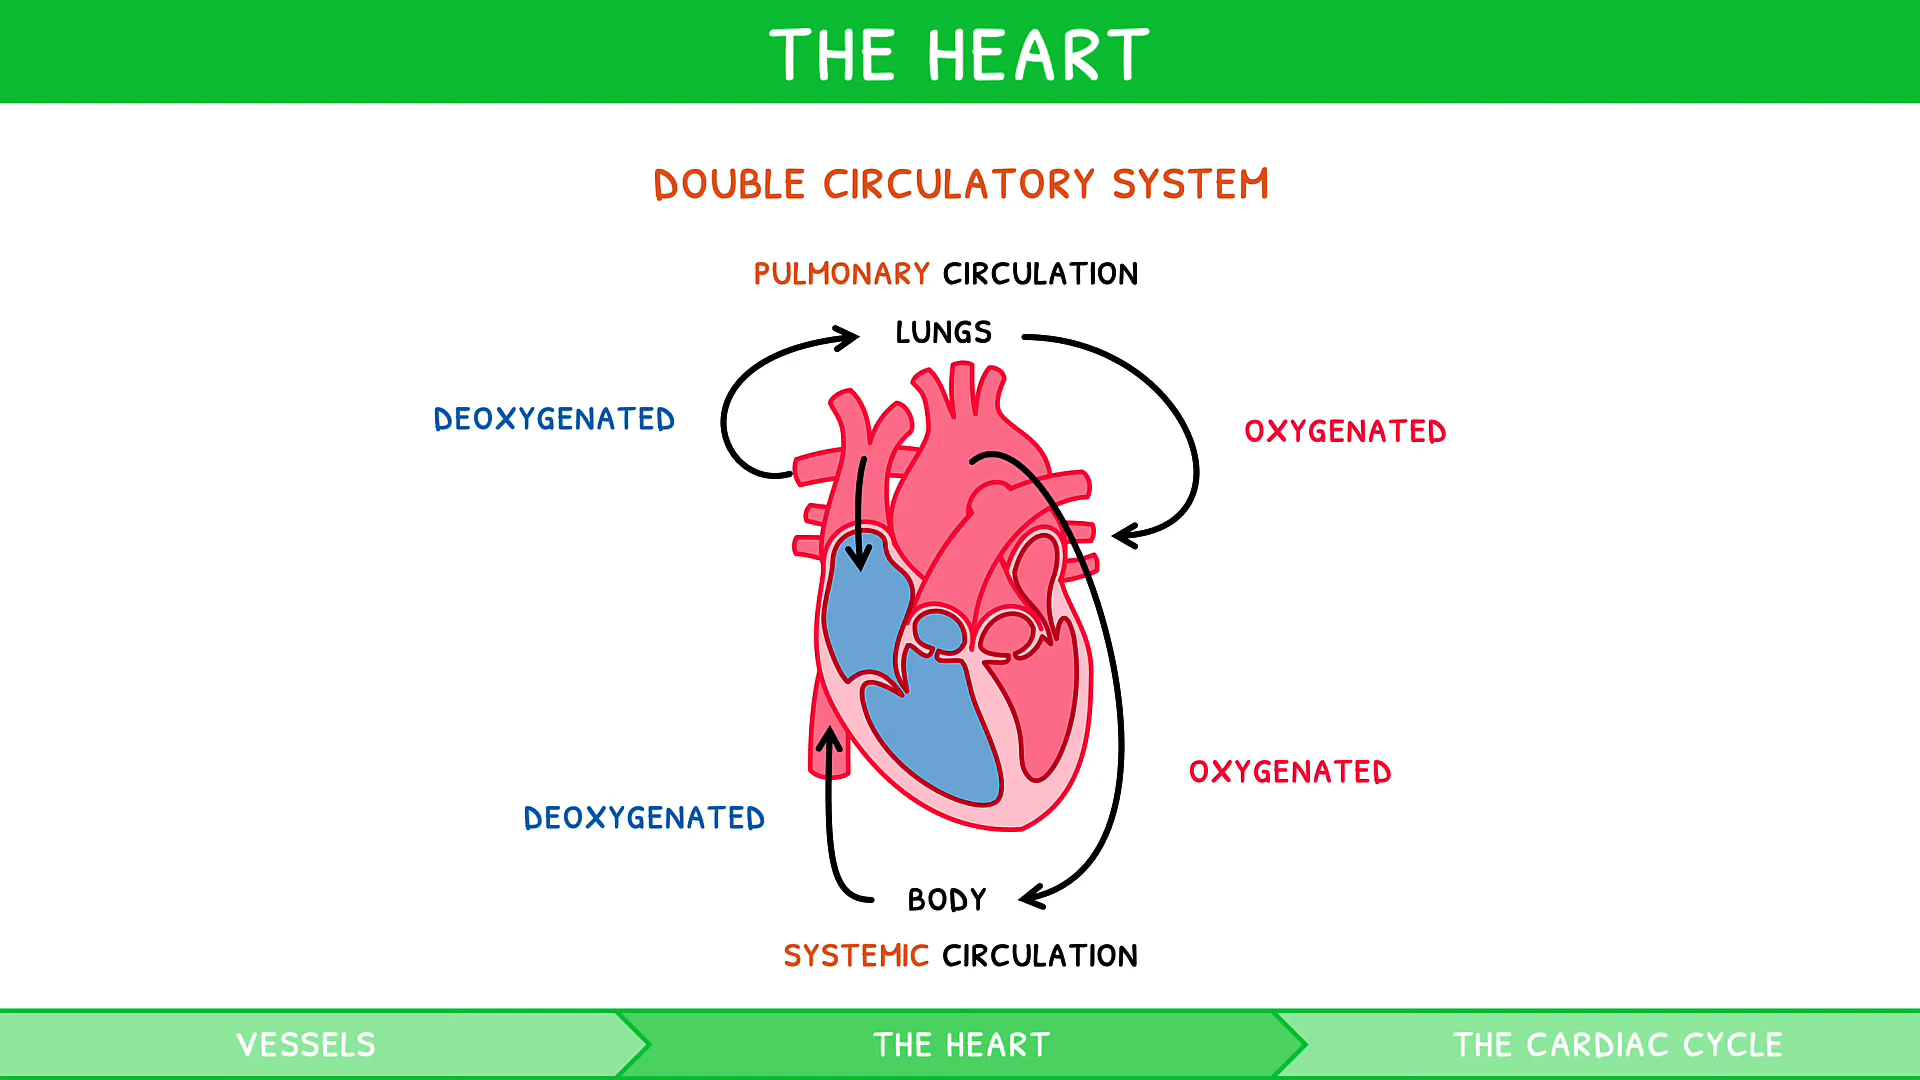 THE HEART
DOUBLE CIRCULATORY SYSTEM
PULMONARY CIRCULATION
LUNGS
DEOXYGENATED
OXYGENATED
OXYGENATED
DEOXYGENATED
BODY
SYSTEMIC CIRCULATION
VESSELS
THE HEART
THE CARDIAC CYCLE